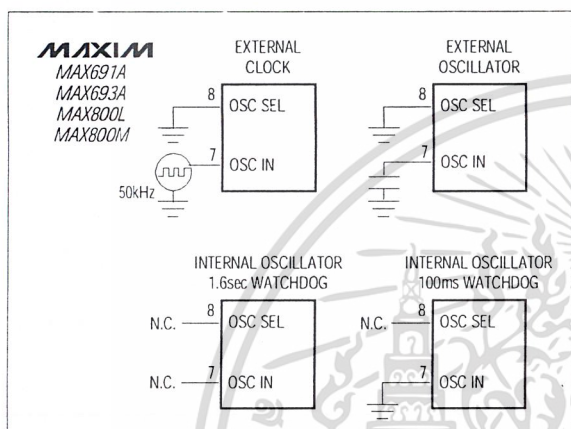 MAXIM
MAX691A
MAX693A
MAX800L
MAX800M
EXTERNAL
CLOCK
8
OSC SEL
7
OSC IN
50kHz
EXTERNAL
OSCILLATOR
8
OSC SEL
7
OSC IN
INTERNAL OSCILLATOR
1.6sec WATCHDOG
N.C.
8
OSC SEL
N.C.
7
OSC IN
INTERNAL OSCILLATOR
100ms WATCHDOG
N.C.
8
OSC SEL
7
OSC IN